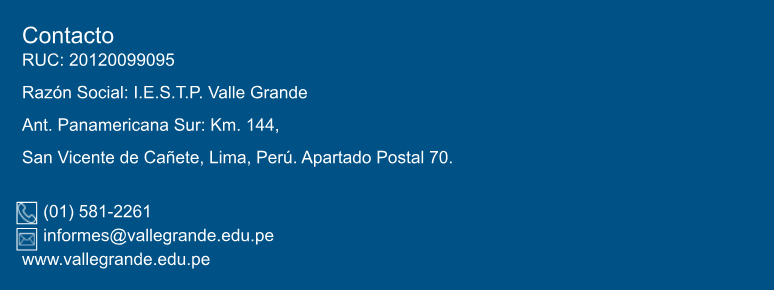 Contacto
RUC: 20120099095
Razón Social: I.E.S.T.P. Valle Grande
Ant. Panamericana Sur: Km. 144,
San Vicente de Cañete, Lima, Perú. Apartado Postal 70.
(01) 581-2261
informes@vallegrande.edu.pe
www.vallegrande.edu.pe